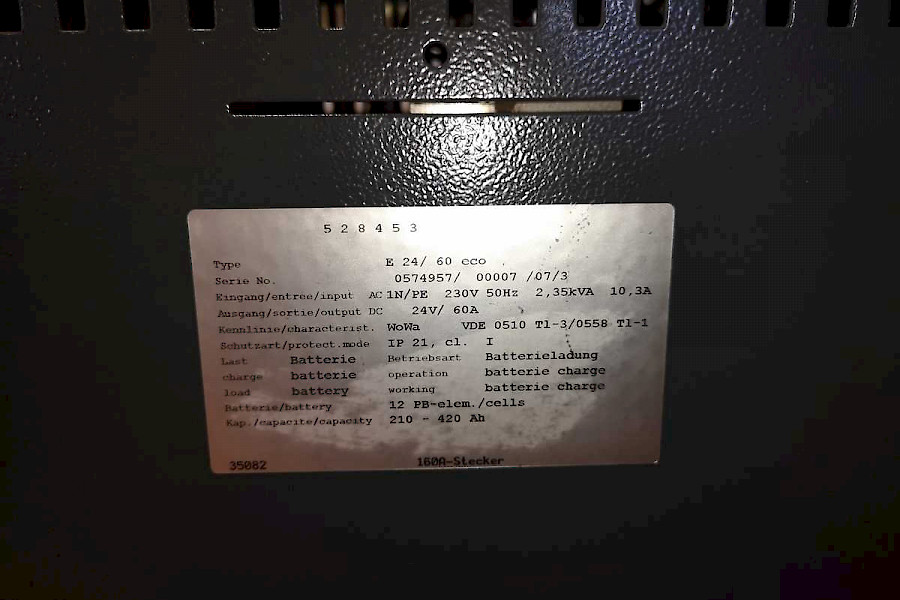 528453
Type E 24/ 60 eco
Serie No. 0574957/ 00007 /07/3
Eingang/entree/input AC 1N/PE 230V 50Hz 2,35kVA 10,3A
Ausgang/sortie/output DC 24V/ 60A
Kennlinie/characterist. WoWa VDE 0510 Tl-3/0558 Tl-1
Schutzart/protect.mode IP 21, cl. I
Last Batterie Betriebsart Batterieladung
charge batterie operation batterie charge
load battery working batterie charge
Batterie/battery 12 PB-elem./cells
Kap./capacite/capacity 210 - 420 Ah
35082 160A-Stecker